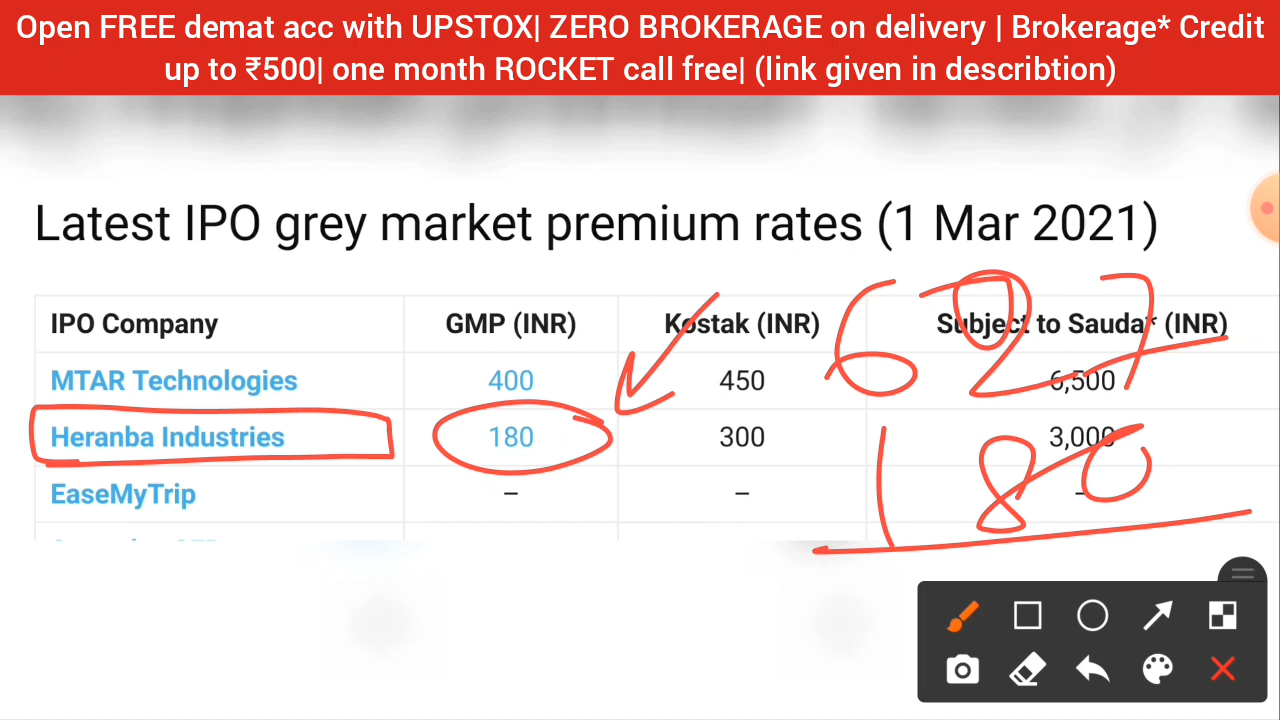 Open FREE demat acc with UPSTOX| ZERO BROKERAGE on delivery | Brokerage* Credit
up to ₹500| one month ROCKET call free| (link given in describtion)
Latest IPO grey market premium rates (1 Mar 2021)
IPO Company GMP (INR) Kostak (INR) Subject to Sauda* (INR)
627
MTAR Technologies 400 450 6,500
Heranba Industries 180 300 3,000
180
EaseMyTrip – – –